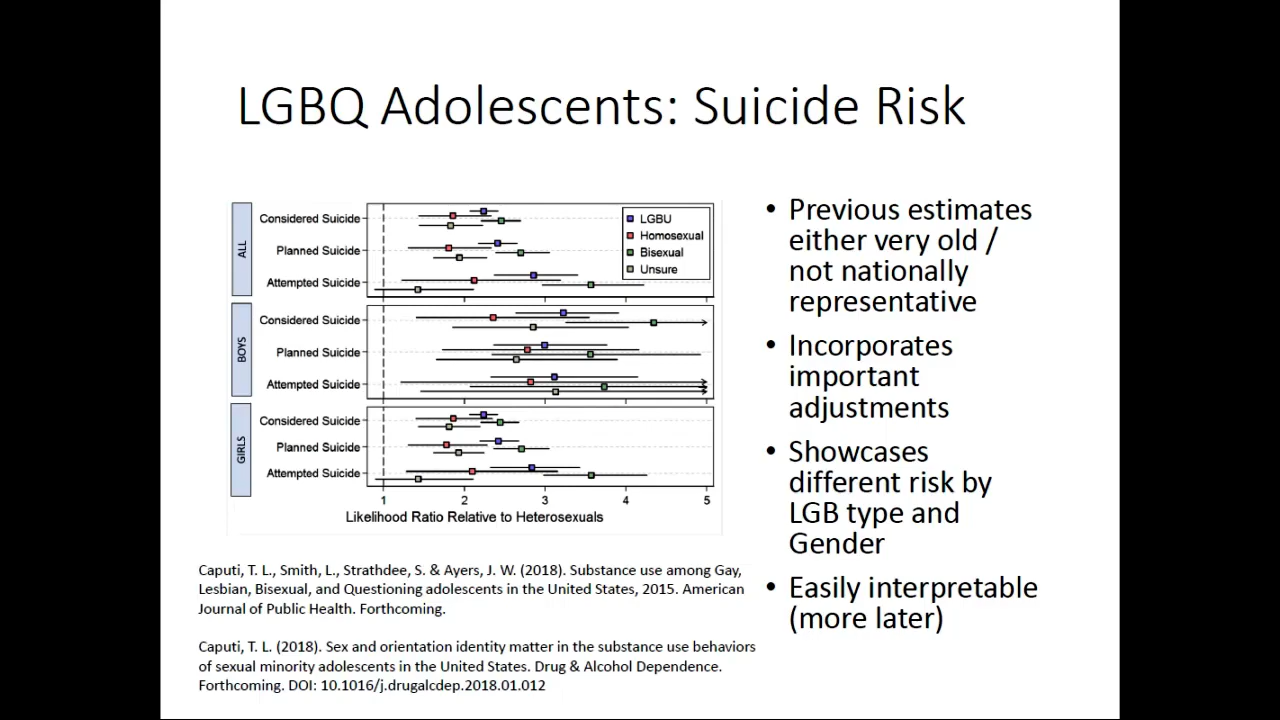 LGBQ Adolescents: Suicide Risk
ALL
Considered Suicide
Planned Suicide
Attempted Suicide
LGBU
Homosexual
Bisexual
Unsure
BOYS
Considered Suicide
Planned Suicide
Attempted Suicide
GIRLS
Considered Suicide
Planned Suicide
Attempted Suicide
1 2 3 4 5
Likelihood Ratio Relative to Heterosexuals
• Previous estimates
either very old /
not nationally
representative
• Incorporates
important
adjustments
• Showcases
different risk by
LGB type and
Gender
• Easily interpretable
(more later)
Caputi, T. L., Smith, L., Strathdee, S. & Ayers, J. W. (2018). Substance use among Gay,
Lesbian, Bisexual, and Questioning adolescents in the United States, 2015. American
Journal of Public Health. Forthcoming.
Caputi, T. L. (2018). Sex and orientation identity matter in the substance use behaviors
of sexual minority adolescents in the United States. Drug & Alcohol Dependence.
Forthcoming. DOI: 10.1016/j.drugalcdep.2018.01.012